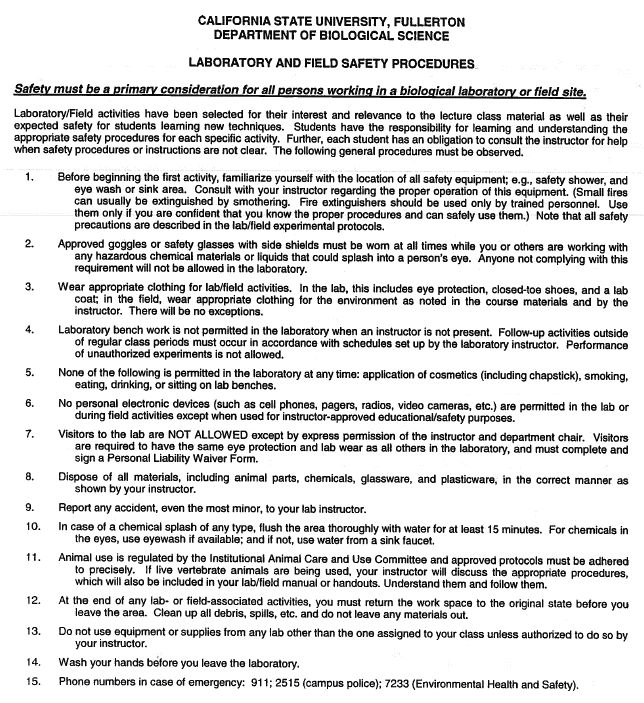 CALIFORNIA STATE UNIVERSITY, FULLERTON
DEPARTMENT OF BIOLOGICAL SCIENCE
LABORATORY AND FIELD SAFETY PROCEDURES
Safety must be a primary consideration for all persons working in a biological laboratory or field site.
Laboratory/Field activities have been selected for their interest and relevance to the lecture class material as well as their
expected safety for students learning new techniques. Students have the responsibility for learning and understanding the
appropriate safety procedures for each specific activity. Further, each student has an obligation to consult the instructor for help
when safety procedures or instructions are not clear. The following general procedures must be observed.
1. Before beginning the first activity, familiarize yourself with the location of all safety equipment; e.g., safety shower, and
eye wash or sink area. Consult with your instructor regarding the proper operation of this equipment. (Small fires
can usually be extinguished by smothering. Fire extinguishers should be used only by trained personnel. Use
them only if you are confident that you know the proper procedures and can safely use them.) Note that all safety
precautions are described in the lab/field experimental protocols.
2. Approved goggles or safety glasses with side shields must be worn at all times while you or others are working with
any hazardous chemical materials or liquids that could splash into a person's eye. Anyone not complying with this
requirement will not be allowed in the laboratory.
3. Wear appropriate clothing for lab/field activities. In the lab, this includes eye protection, closed-toe shoes, and a lab
coat; in the field, wear appropriate clothing for the environment as noted in the course materials and by the
instructor. There will be no exceptions.
4. Laboratory bench work is not permitted in the laboratory when an instructor is not present. Follow-up activities outside
of regular class periods must occur in accordance with schedules set up by the laboratory instructor. Performance
of unauthorized experiments is not allowed.
5. None of the following is permitted in the laboratory at any time: application of cosmetics (including chapstick), smoking,
eating, drinking, or sitting on lab benches.
6. No personal electronic devices (such as cell phones, pagers, radios, video cameras, etc.) are permitted in the lab or
during field activities except when used for instructor-approved educational/safety purposes.
7. Visitors to the lab are NOT ALLOWED except by express permission of the instructor and department chair. Visitors
are required to have the same eye protection and lab wear as all others in the laboratory, and must complete and
sign a Personal Liability Waiver Form.
8. Dispose of all materials, including animal parts, chemicals, glassware, and plasticware, in the correct manner as
shown by your instructor.
9. Report any accident, even the most minor, to your lab instructor.
10. In case of a chemical splash of any type, flush the area thoroughly with water for at least 15 minutes. For chemicals in
the eyes, use eyewash if available; and if not, use water from a sink faucet.
11. Animal use is regulated by the Institutional Animal Care and Use Committee and approved protocols must be adhered
to precisely. If live vertebrate animals are being used, your instructor will discuss the appropriate procedures,
which will also be included in your lab/field manual or handouts. Understand them and follow them.
12. At the end of any lab- or field-associated activities, you must return the work space to the original state before you
leave the area. Clean up all debris, spills, etc. and do not leave any materials out.
13. Do not use equipment or supplies from any lab other than the one assigned to your class unless authorized to do so by
your instructor.
14. Wash your hands before you leave the laboratory.
15. Phone numbers in case of emergency: 911; 2515 (campus police); 7233 (Environmental Health and Safety).